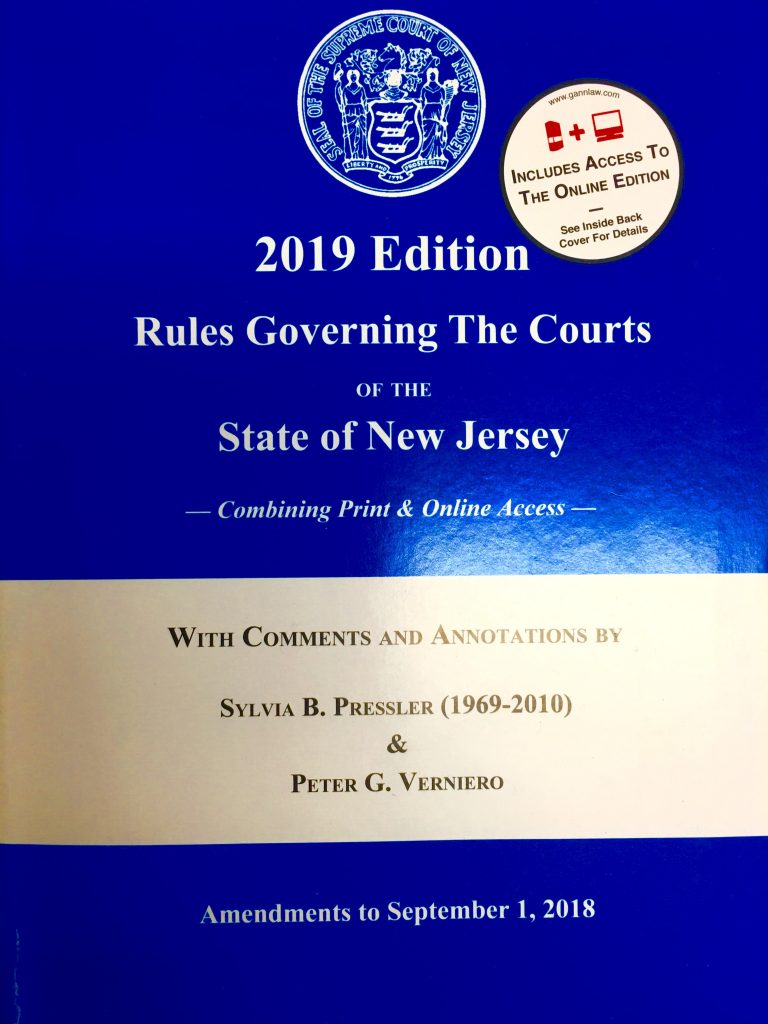 SEAL OF THE SUPREME COURT OF NEW JERSEY
LIBERTY AND PROSPERITY
1776
www.gannlaw.com
+
INCLUDES ACCESS TO
THE ONLINE EDITION
—
See Inside Back
Cover For Details
2019 Edition
Rules Governing The Courts
OF THE
State of New Jersey
— Combining Print & Online Access —
WITH COMMENTS AND ANNOTATIONS BY
SYLVIA B. PRESSLER (1969-2010)
&
PETER G. VERNIERO
Amendments to September 1, 2018